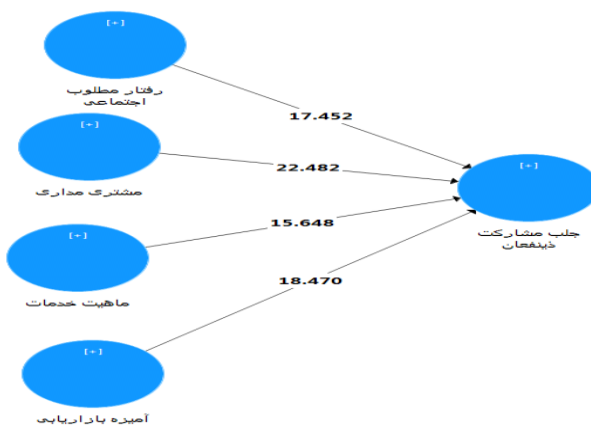 [+]
رفتار مطلوب
اجتماعی
17.452
[+]
مشتری مداری
22.482
[+]
جلب مشارکت
ذینفعان
[+]
ماهیت خدمات
15.648
18.470
[+]
آمیزه بازاریابی